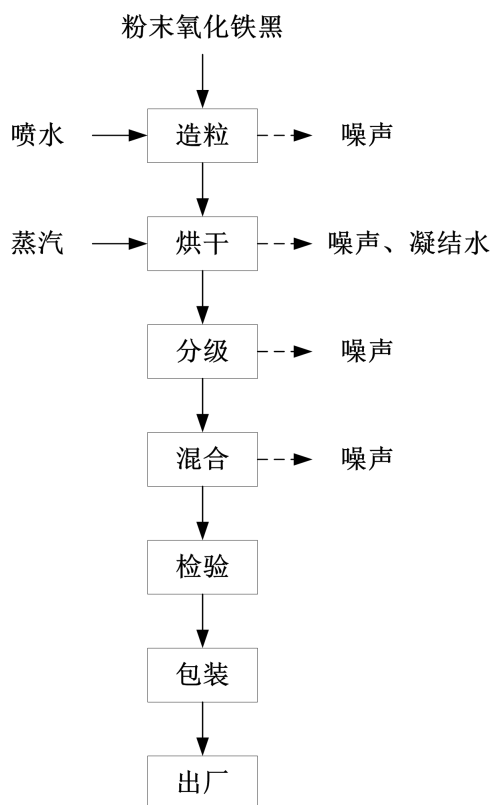 粉末氧化铁黑
喷水 造粒 噪声
蒸汽 烘干 噪声、凝结水
分级 噪声
混合 噪声
检验
包装
出厂